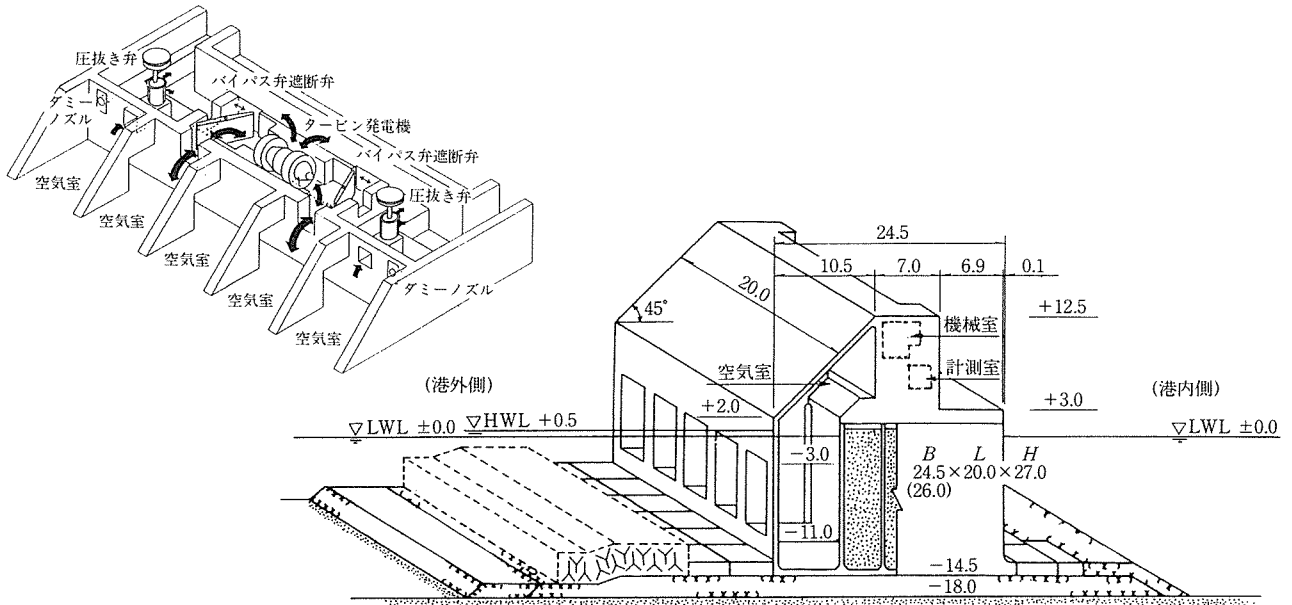 圧抜き弁
バイパス弁遮断弁
ダミー
ノズル
タービン発電機
バイパス弁遮断弁
空気室
圧抜き弁
空気室
空気室
空気室
ダミーノズル
空気室
24.5
10.5
7.0
6.9
0.1
20.0
45°
+12.5
機械室
空気室
計測室
(港外側)
(港内側)
+2.0
+3.0
▽LWL ±0.0
▽HWL +0.5
▽LWL ±0.0
-3.0
B L H
24.5×20.0×27.0
(26.0)
-11.0
-14.5
-18.0